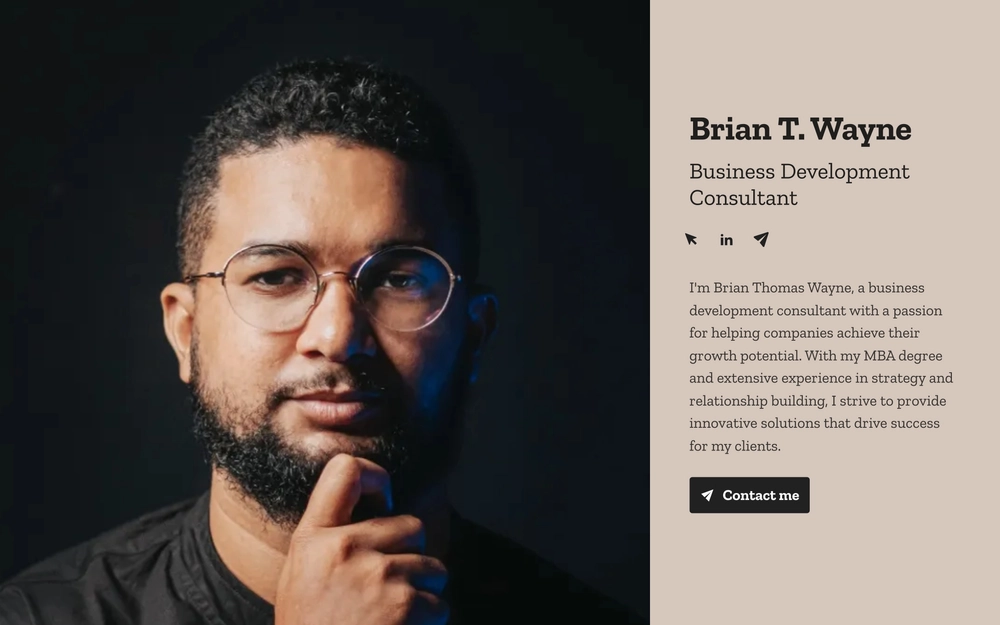 Brian T. Wayne
Business Development
Consultant
in
I'm Brian Thomas Wayne, a business
development consultant with a passion
for helping companies achieve their
growth potential. With my MBA degree
and extensive experience in strategy and
relationship building, I strive to provide
innovative solutions that drive success
for my clients.
Contact me